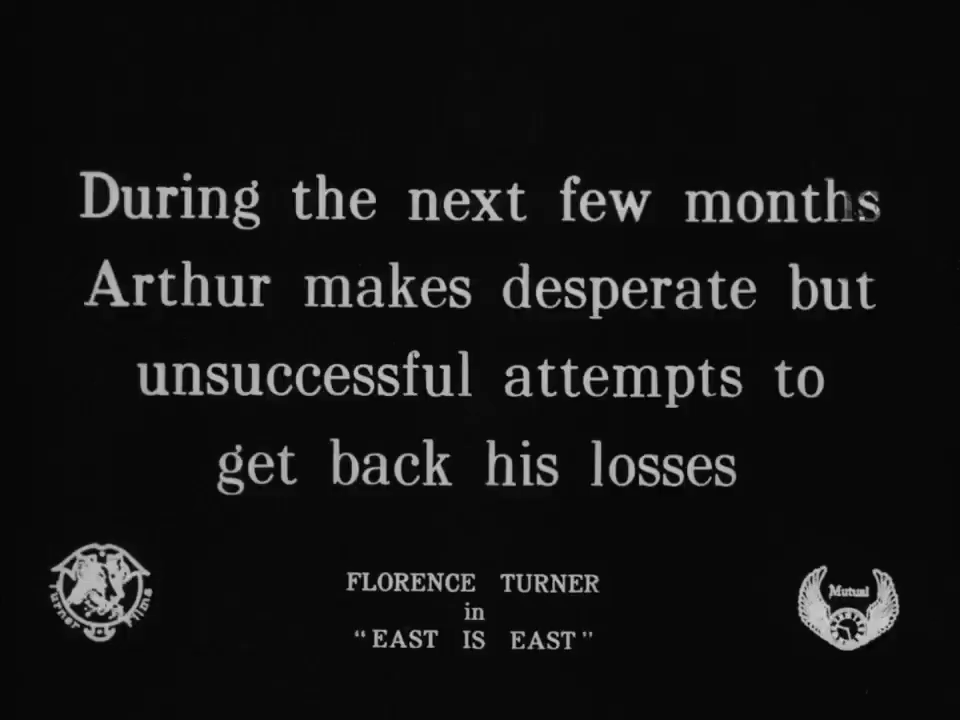 During the next few months
Arthur makes desperate but
unsuccessful attempts to
get back his losses
Turner Films
FLORENCE TURNER
in
"EAST IS EAST"
Mutual